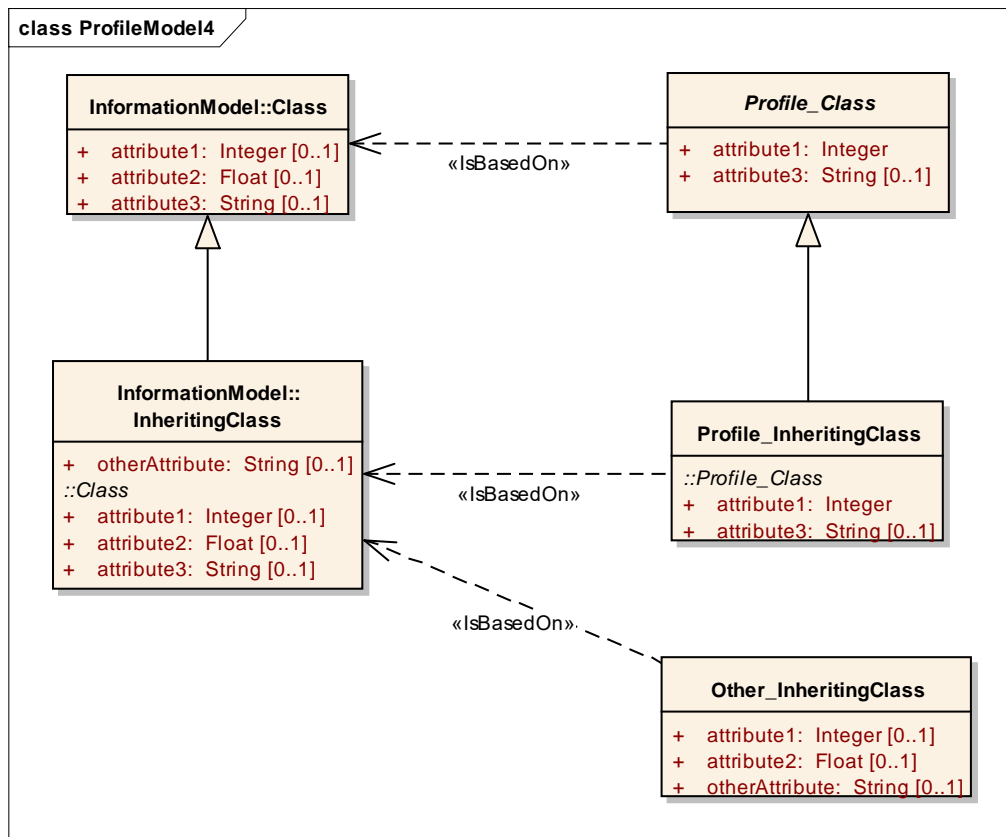 class ProfileModel4
InformationModel::Class
+ attribute1: Integer [0..1]
+ attribute2: Float [0..1]
+ attribute3: String [0..1]
Profile_Class
+ attribute1: Integer
+ attribute3: String [0..1]
«IsBasedOn»
InformationModel::
InheritingClass
+ otherAttribute: String [0..1]
::Class
+ attribute1: Integer [0..1]
+ attribute2: Float [0..1]
+ attribute3: String [0..1]
Profile_InheritingClass
::Profile_Class
+ attribute1: Integer
+ attribute3: String [0..1]
«IsBasedOn»
«IsBasedOn»
Other_InheritingClass
+ attribute1: Integer [0..1]
+ attribute2: Float [0..1]
+ otherAttribute: String [0..1]